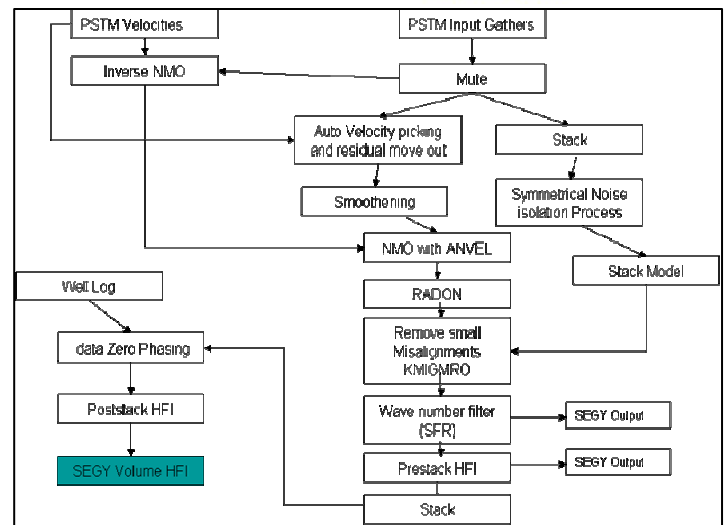 PSTM Velocities
PSTM Input Gathers
Inverse NMO
Mute
Auto Velocity picking
and residual move out
Stack
Smoothening
Symmetrical Noise
isolation Process
NMO with ANVEL
Stack Model
Well Log
RADON
data Zero Phasing
Remove small
Misalignments
KMIGMRO
Poststack HFI
Wave number filter
(SFR)
SEGY Output
SEGY Volume HFI
Prestack HFI
SEGY Output
Stack